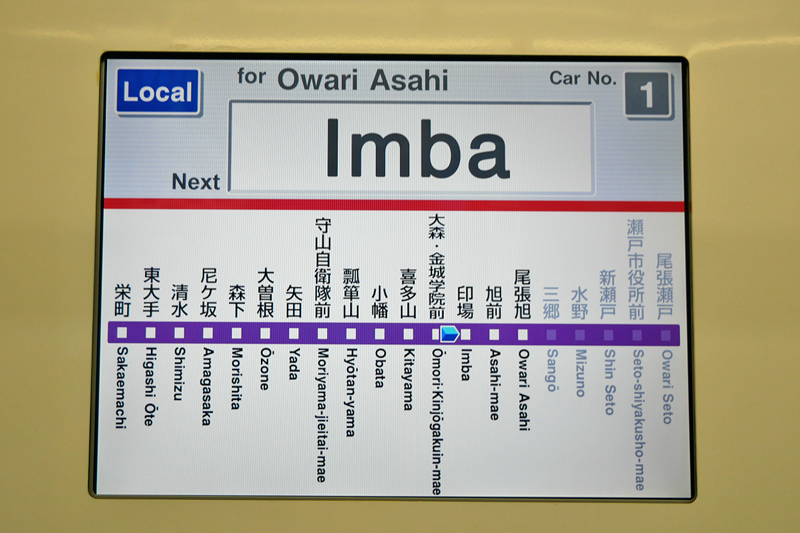 Local
for Owari Asahi
Car No. 1
Next
Imba
栄町
東大手
清水
尼ケ坂
森下
大曽根
矢田
守山自衛隊前
瓢箪山
小幡
喜多山
大森・金城学院前
印場
旭前
尾張旭
三郷
水野
新瀬戸
瀬戸市役所前
尾張瀬戸
Sakaemachi
Higashi Ōte
Shimizu
Amagasaka
Morishita
Ōzone
Yada
Moriyama-jieitai-mae
Hyōtan-yama
Obata
Kitayama
Ōmori·Kinjōgakuin-mae
Imba
Asahi-mae
Owari Asahi
Sangō
Mizuno
Shin Seto
Seto-shiyakusho-mae
Owari Seto